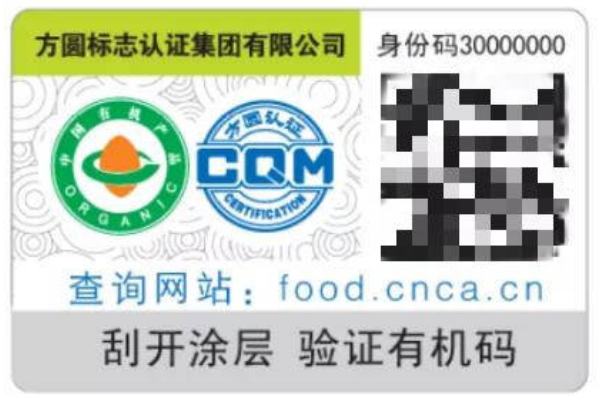 方圆标志认证集团有限公司
身份码30000000
中国有机产品
ORGANIC
方圆认证
CQM
CERTIFICATION
查询网站：food.cnca.cn
刮开涂层 验证有机码